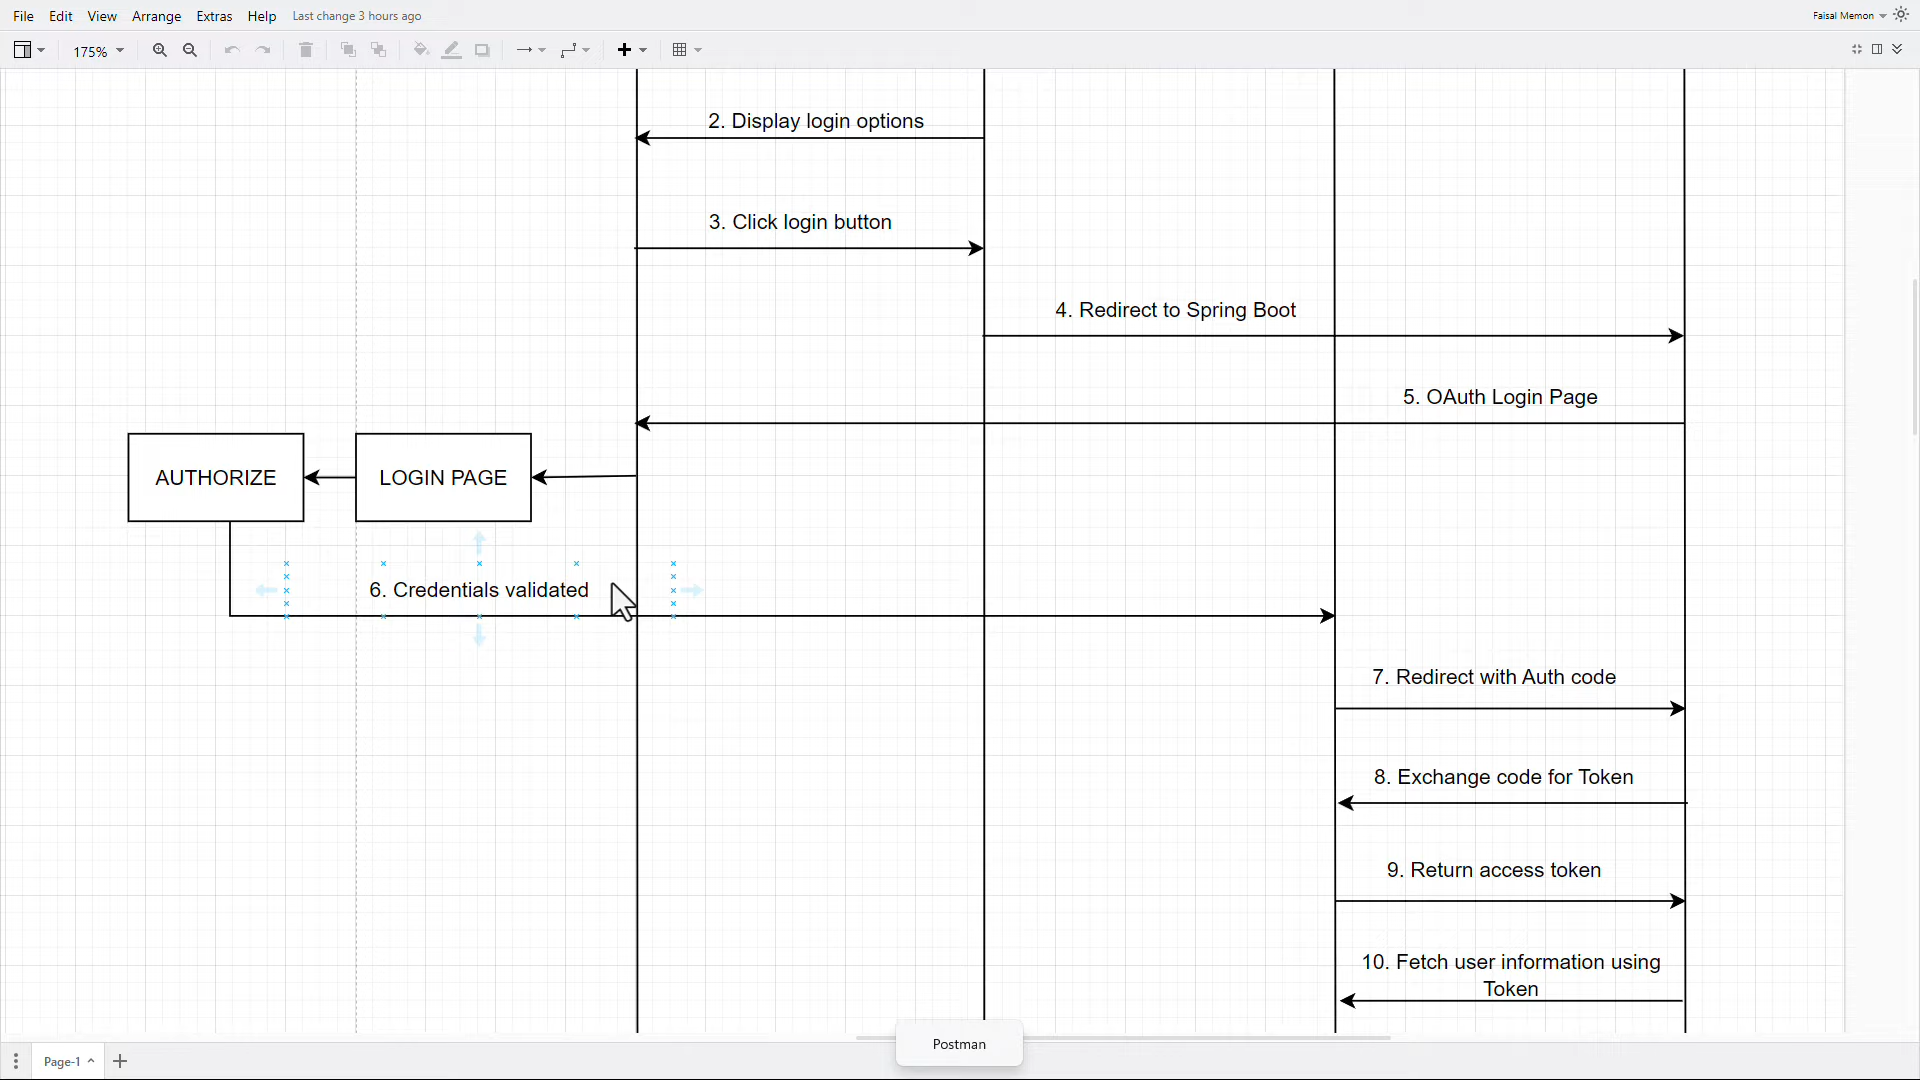 File Edit View Arrange Extras Help Last change 3 hours ago
Faisal Memon
175%
2. Display login options
3. Click login button
4. Redirect to Spring Boot
5. OAuth Login Page
AUTHORIZE
LOGIN PAGE
6. Credentials validated
7. Redirect with Auth code
8. Exchange code for Token
9. Return access token
10. Fetch user information using
Token
Postman
Page-1